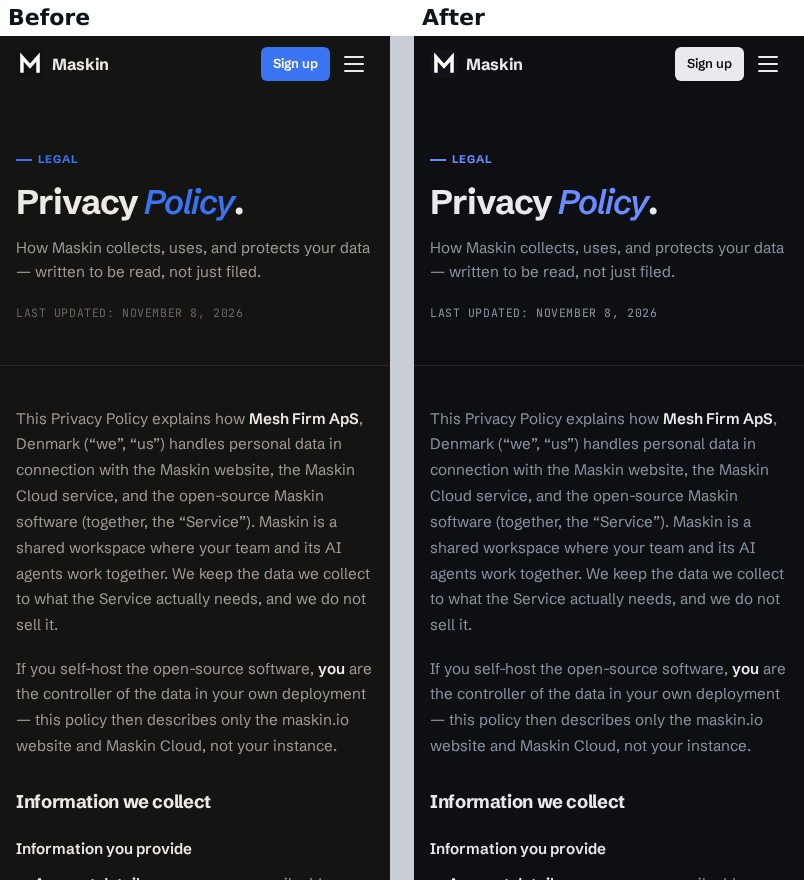 Before
Maskin
Sign up
LEGAL
Privacy Policy.
How Maskin collects, uses, and protects your data
— written to be read, not just filed.
LAST UPDATED: NOVEMBER 8, 2026
This Privacy Policy explains how Mesh Firm ApS,
Denmark (“we”, “us”) handles personal data in
connection with the Maskin website, the Maskin
Cloud service, and the open-source Maskin
software (together, the “Service”). Maskin is a
shared workspace where your team and its AI
agents work together. We keep the data we collect
to what the Service actually needs, and we do not
sell it.
If you self-host the open-source software, you are
the controller of the data in your own deployment
— this policy then describes only the maskin.io
website and Maskin Cloud, not your instance.
Information we collect
Information you provide
After
Maskin
Sign up
LEGAL
Privacy Policy.
How Maskin collects, uses, and protects your data
— written to be read, not just filed.
LAST UPDATED: NOVEMBER 8, 2026
This Privacy Policy explains how Mesh Firm ApS,
Denmark (“we”, “us”) handles personal data in
connection with the Maskin website, the Maskin
Cloud service, and the open-source Maskin
software (together, the “Service”). Maskin is a
shared workspace where your team and its AI
agents work together. We keep the data we collect
to what the Service actually needs, and we do not
sell it.
If you self-host the open-source software, you are
the controller of the data in your own deployment
— this policy then describes only the maskin.io
website and Maskin Cloud, not your instance.
Information we collect
Information you provide